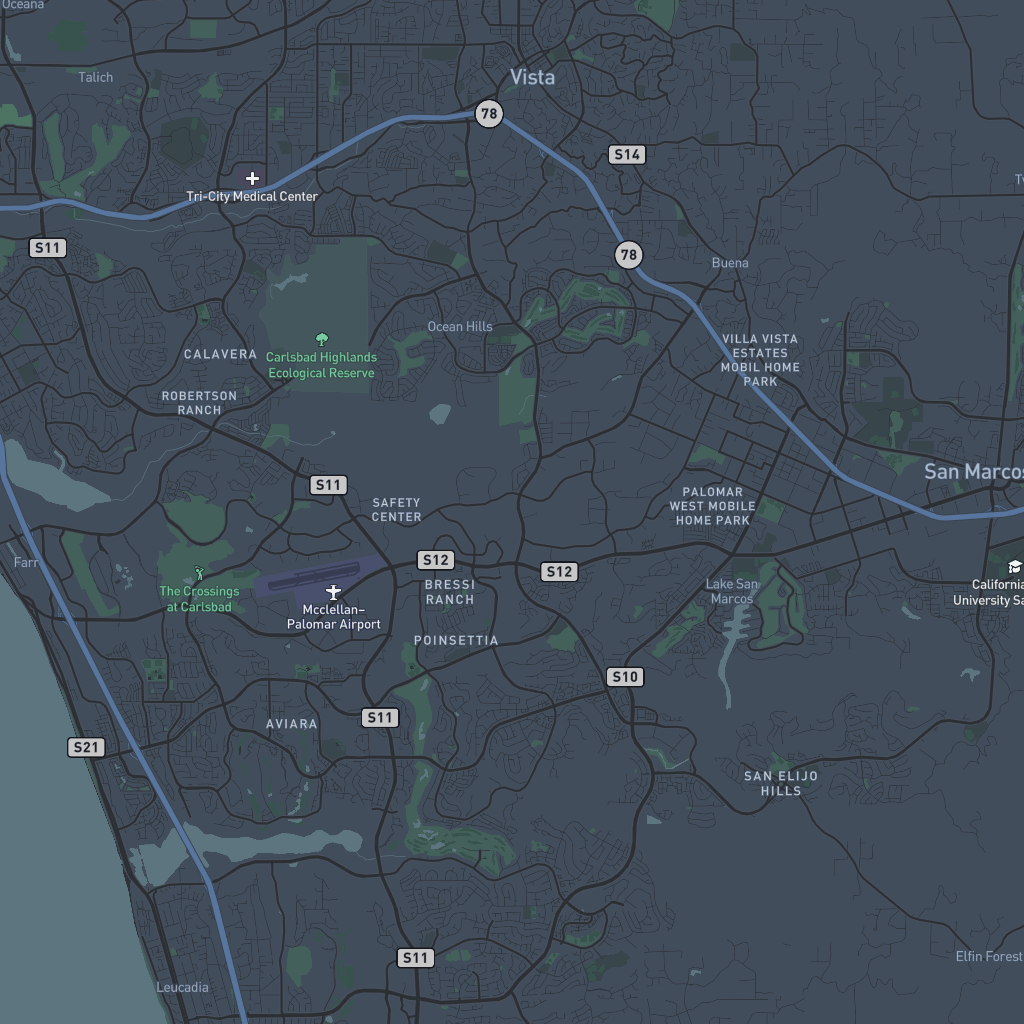 Oceana
Talich
Vista
78
S14
Tri-City Medical Center
S11
78
Buena
Ocean Hills
CALAVERA
Carlsbad Highlands
Ecological Reserve
VILLA VISTA
ESTATES
MOBIL HOME
PARK
ROBERTSON
RANCH
San Marcos
S11
SAFETY
CENTER
PALOMAR
WEST MOBILE
HOME PARK
Farr
S12
S12
The Crossings
at Carlsbad
Mcclellan-
Palomar Airport
BRESSI
RANCH
Lake San
Marcos
California
University Sa
POINSETTIA
S10
AVIARA
S11
S21
SAN ELIJO
HILLS
S11
Elfin Forest
Leucadia